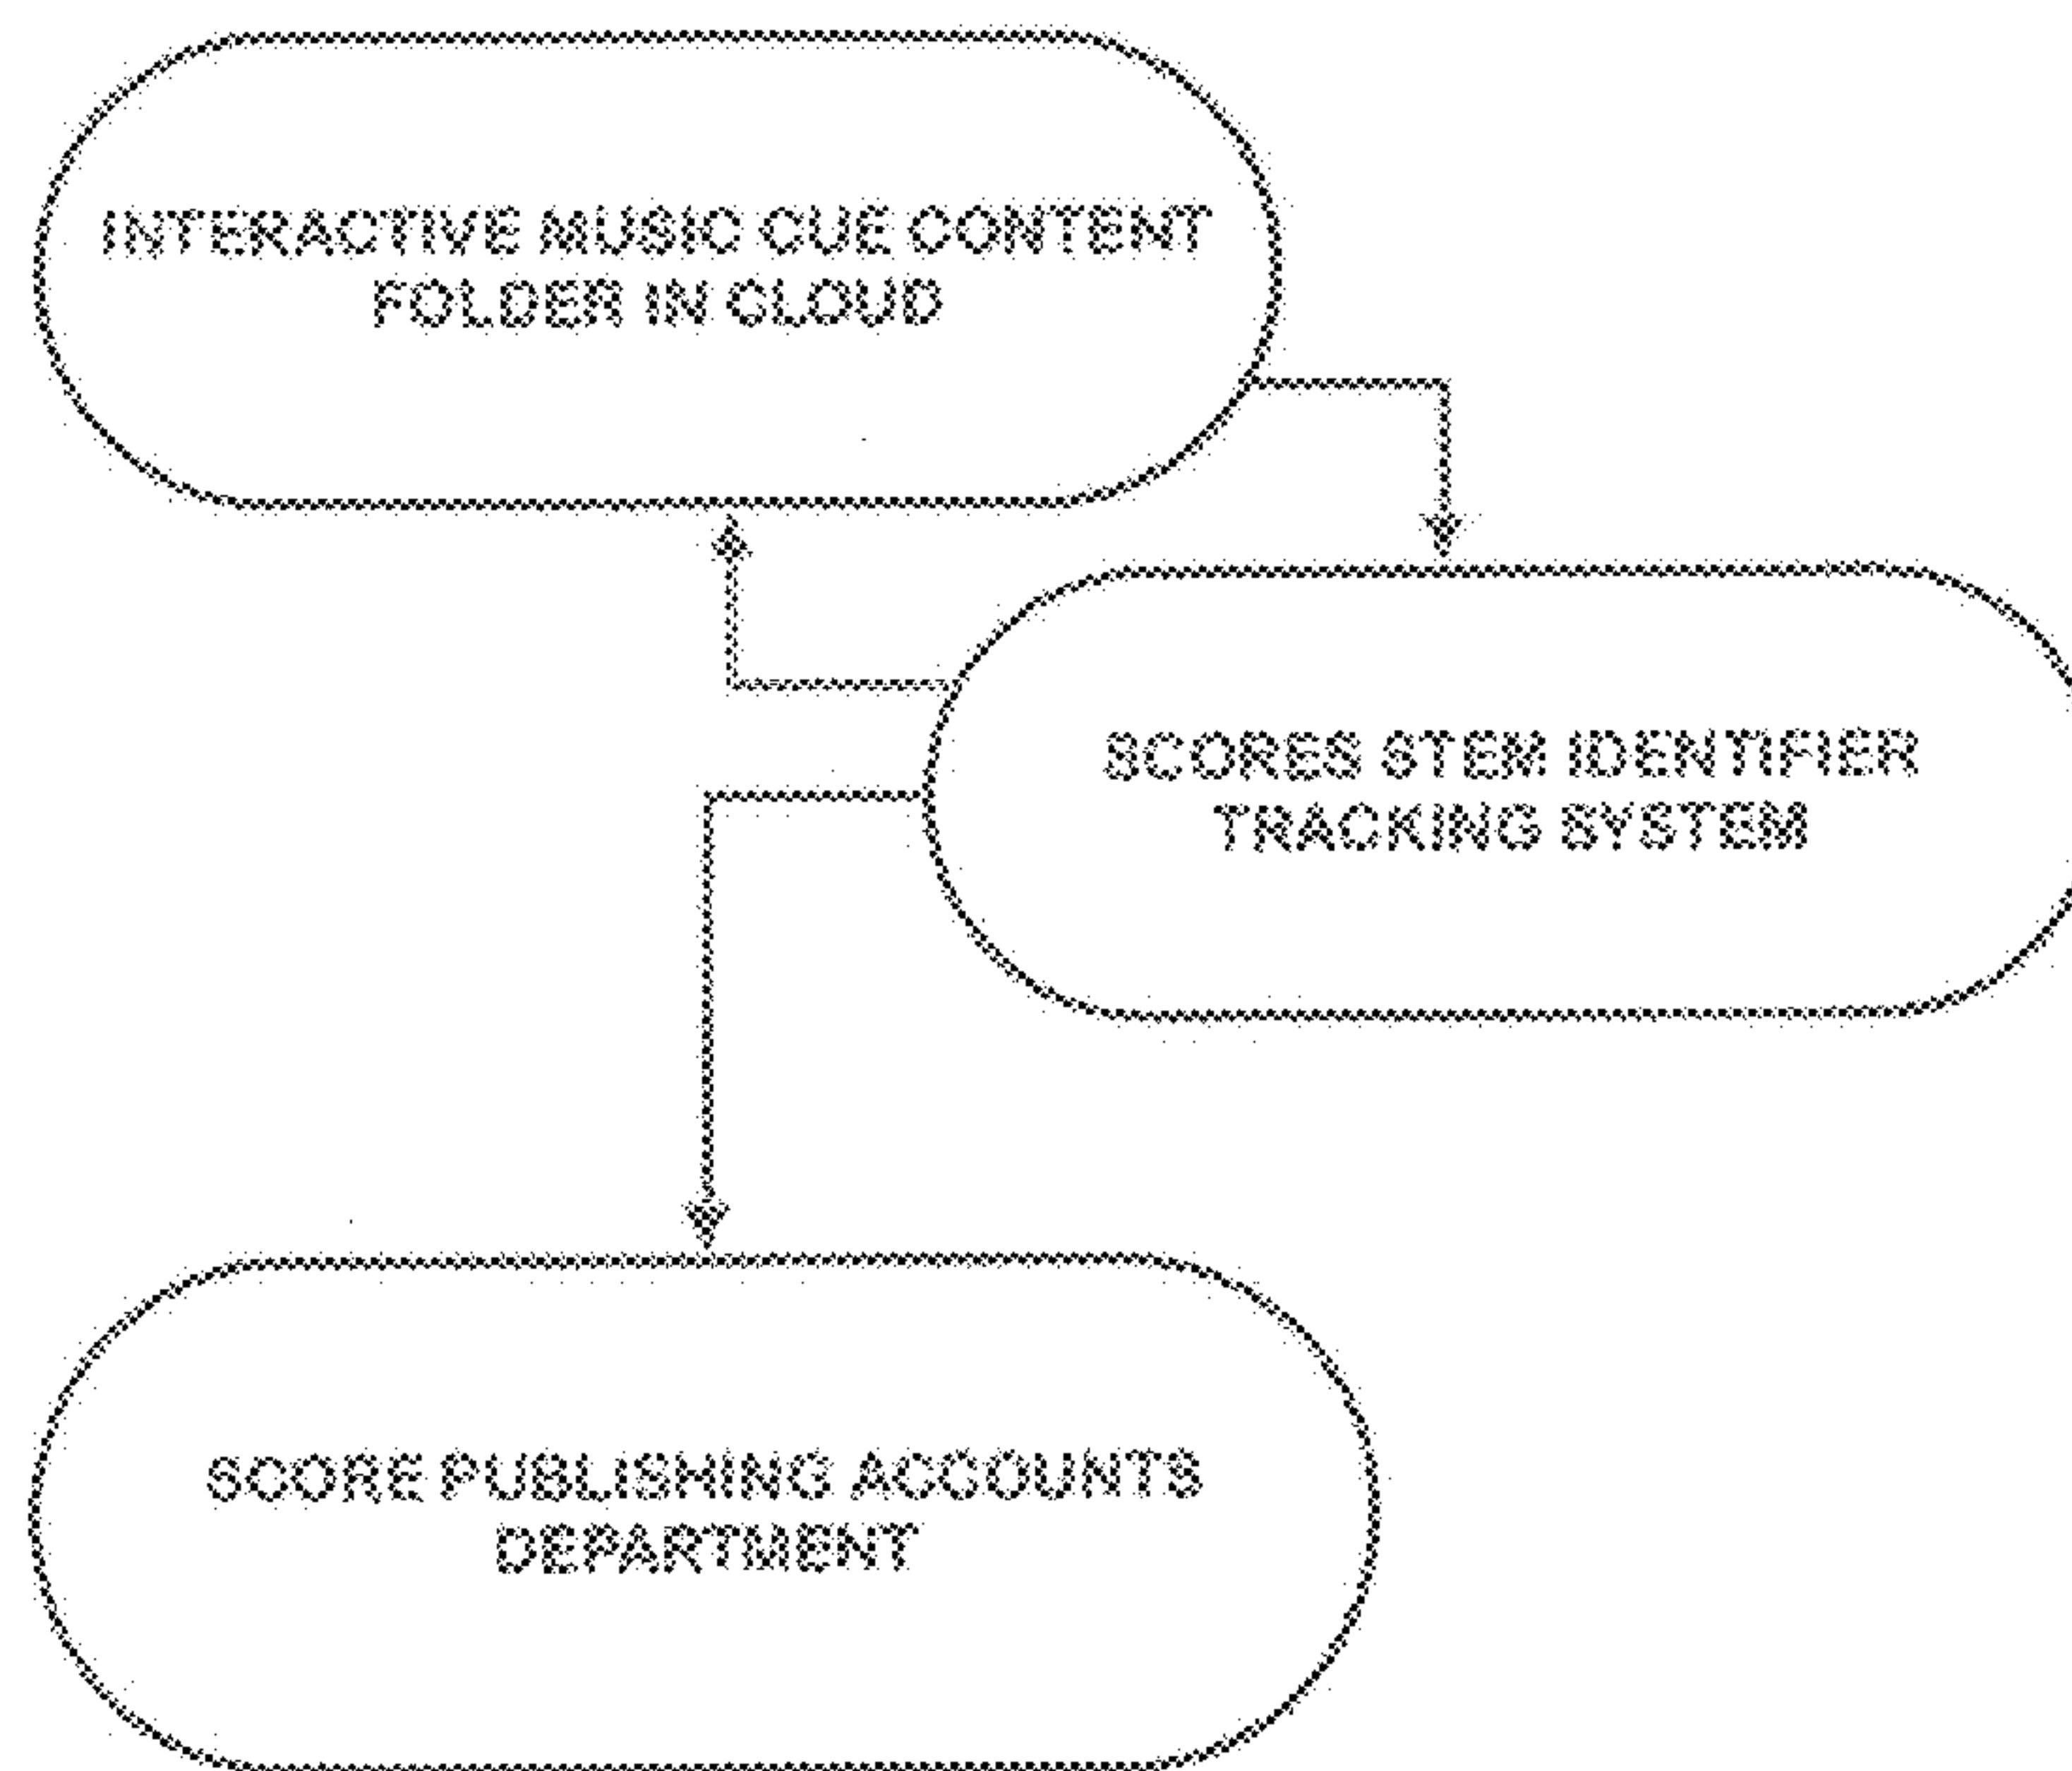 INTERACTIVE MUSIC CUE CONTENT
FOLDER IN CLOUD
SCORES STEM IDENTIFIER
TRACKING SYSTEM
SCORE PUBLISHING ACCOUNTS
DEPARTMENT